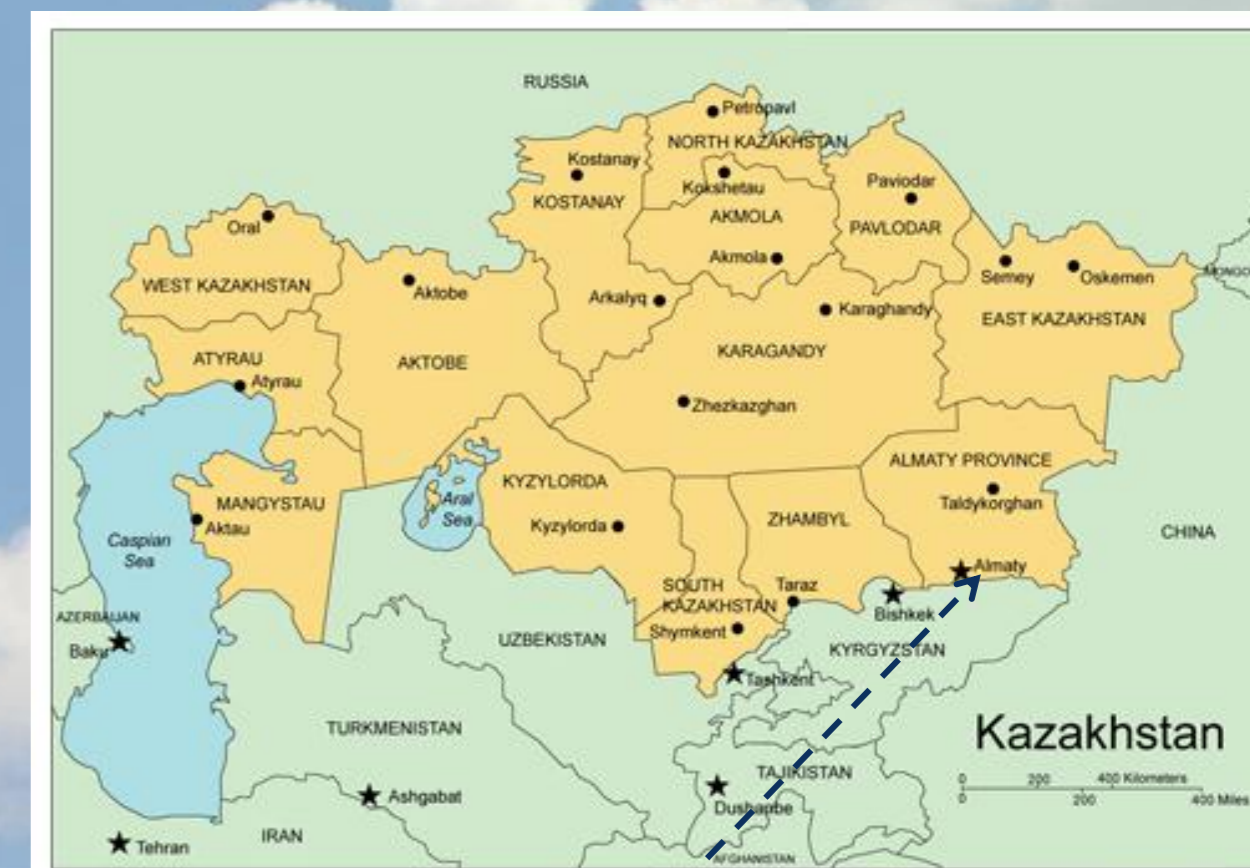 RUSSIA
Petropavl
NORTH KAZAKHSTAN
Kostanay
KOSTANAY
Kokshetau
AKMOLA
Akmola
Paviodar
PAVLODAR
Oral
WEST KAZAKHSTAN
Aktobe
AKTOBE
Arkalyq
Karaghandy
KARAGANDY
Zhezkazghan
Semey
Oskemen
EAST KAZAKHSTAN
ATYRAU
Atyrau
MANGYSTAU
Aktau
Caspian
Sea
Aral
Sea
KYZYLORDA
Kyzylorda
ZHAMBYL
ALMATY PROVINCE
Taldykorghan
CHINA
Almaty
SOUTH
KAZAKHSTAN
Taraz
Shymkent
Bishkek
KYRGYZSTAN
AZERBAIJAN
Baku
UZBEKISTAN
Tashkent
TURKMENISTAN
Ashgabat
TAJIKISTAN
Dushanbe
AFGHANISTAN
IRAN
Tehran
Kazakhstan
0 200 400 Kilometers
0 200 400 Miles